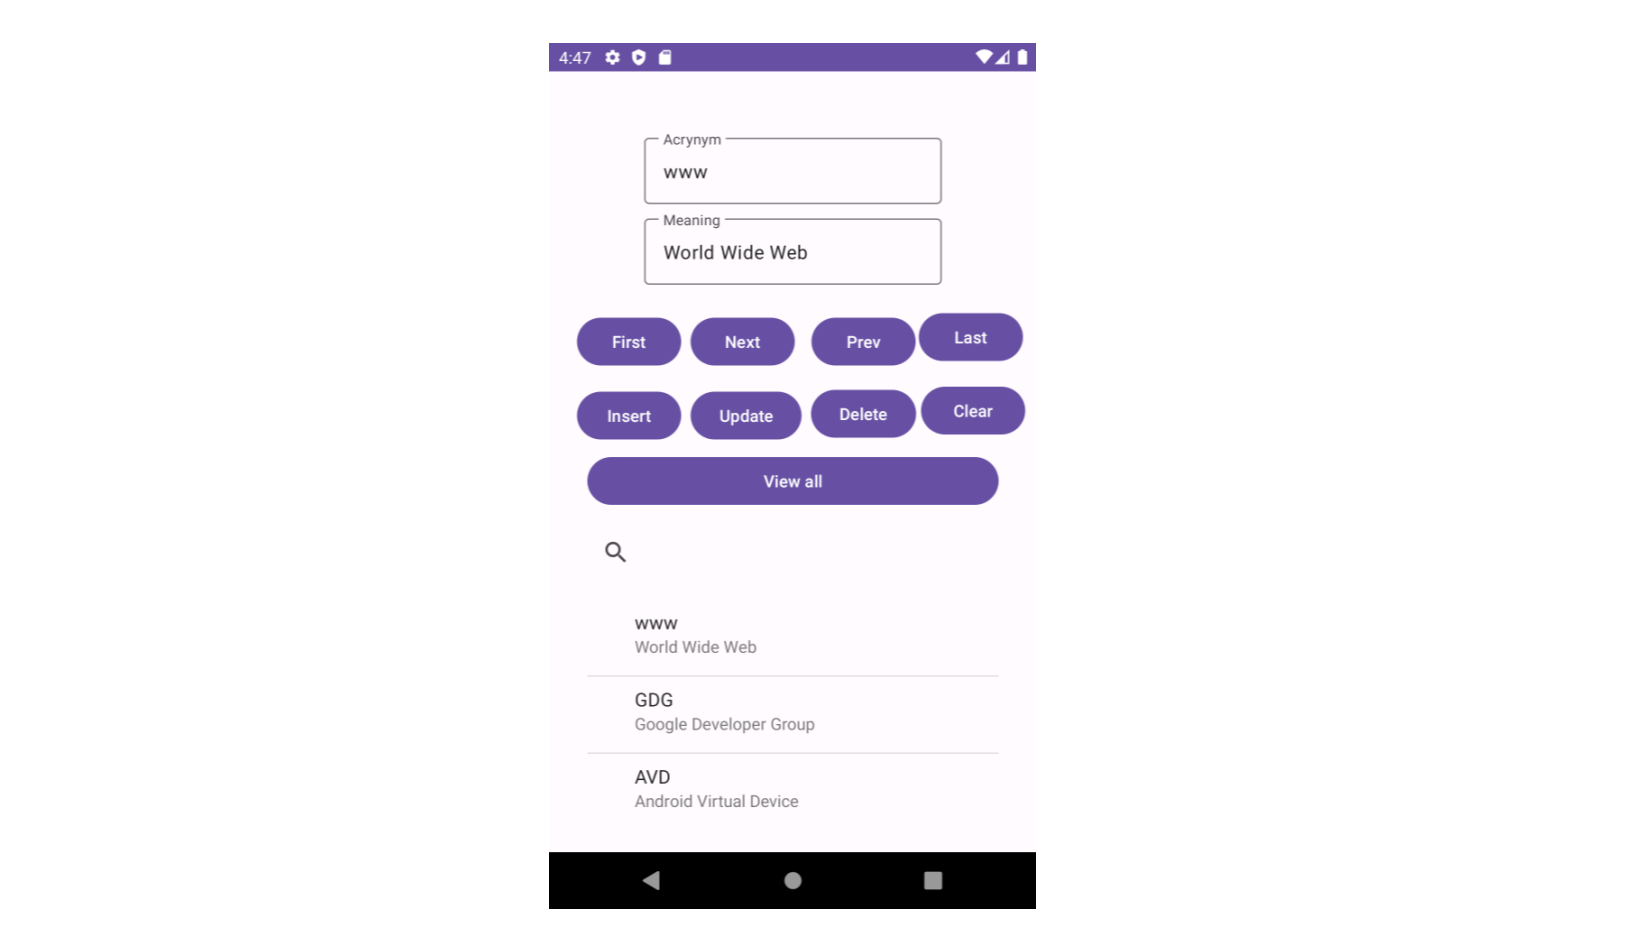 4:47
Acrynym
www
Meaning
World Wide Web
First Next Prev Last
Insert Update Delete Clear
View all
www
World Wide Web
GDG
Google Developer Group
AVD
Android Virtual Device